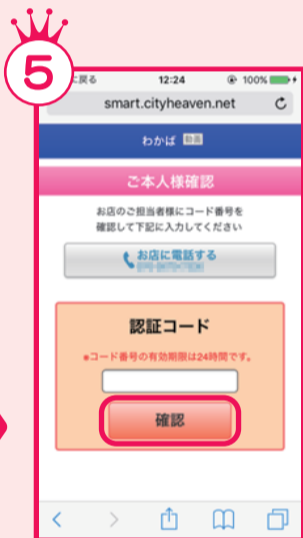 5
に戻る 12:24 @ 100%
smart.cityheaven.net
わかば 動画
ご本人様確認
お店のご担当者様にコード番号を
確認して下記に入力してください
お店に電話する
認証コード
※コード番号の有効期限は24時間です。
確認